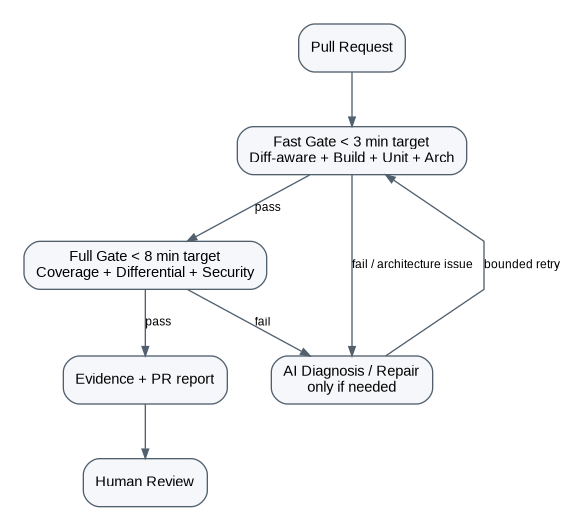 Pull Request
Fast Gate < 3 min target
Diff-aware + Build + Unit + Arch
pass
Full Gate < 8 min target
Coverage + Differential + Security
fail / architecture issue
bounded retry
pass
fail
Evidence + PR report
AI Diagnosis / Repair
only if needed
Human Review